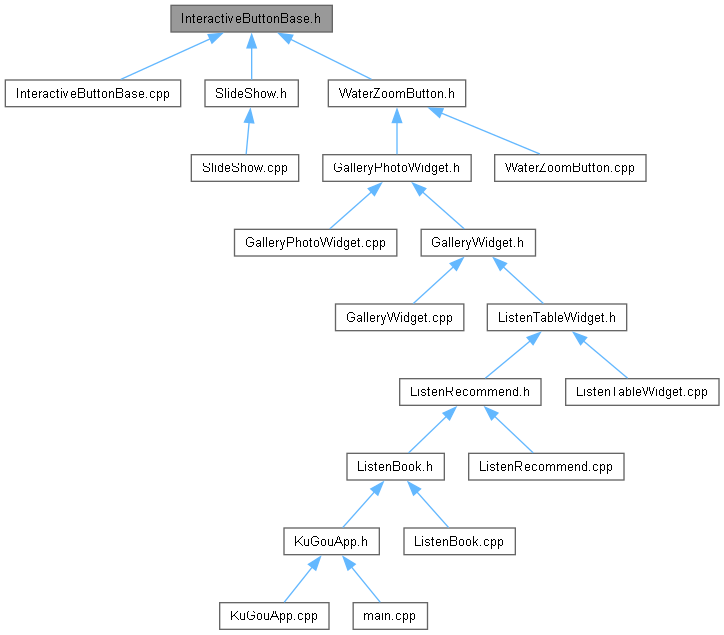 InteractiveButtonBase.h
InteractiveButtonBase.cpp
SlideShow.h
WaterZoomButton.h
SlideShow.cpp
GalleryPhotoWidget.h
WaterZoomButton.cpp
GalleryPhotoWidget.cpp
GalleryWidget.h
GalleryWidget.cpp
ListenTableWidget.h
ListenRecommend.h
ListenTableWidget.cpp
ListenBook.h
ListenRecommend.cpp
KuGouApp.h
ListenBook.cpp
KuGouApp.cpp
main.cpp